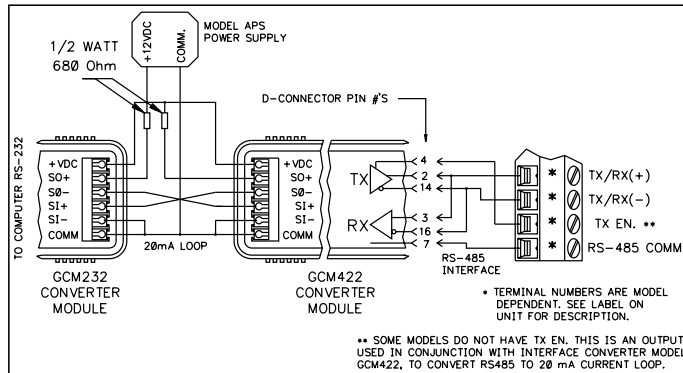 MODEL APS
POWER SUPPLY
+12VDC
COMM.
1/2 WATT
680 Ohm
D-CONNECTOR PIN #'S
TO COMPUTER RS-232
+VDC
SO+
SØ-
SI+
SI-
COMM
20mA LOOP
GCM232
CONVERTER
MODULE
+VDC
SO+
SØ-
SI+
SI-
COMM
GCM422
CONVERTER
MODULE
TX
RX
4
2
14
3
16
7
RS-485
INTERFACE
* TX/RX(+)
* TX/RX(-)
* TX EN. **
* RS-485 COMM
* TERMINAL NUMBERS ARE MODEL
DEPENDENT. SEE LABEL ON
UNIT FOR DESCRIPTION.
** SOME MODELS DO NOT HAVE TX EN. THIS IS AN OUTPUT
USED IN CONJUNCTION WITH INTERFACE CONVERTER MODEL
GCM422, TO CONVERT RS485 TO 20 mA CURRENT LOOP.